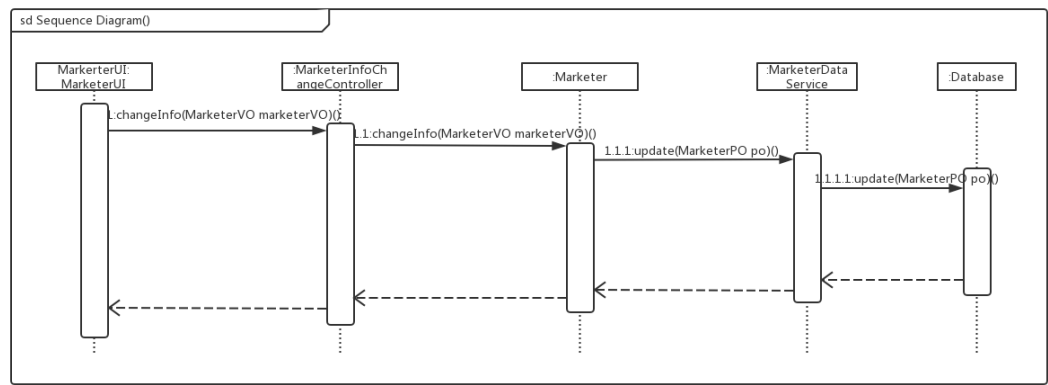 sd Sequence Diagram()
MarkerterUI:
MarketerUI
:MarketerInfoCh
angeController
:Marketer
:MarketerData
Service
:Database
1:changeInfo(MarketerVO marketerVO)()
1.1:changeInfo(MarketerVO marketerVO)()
1.1.1:update(MarketerPO po)()
1.1.1.1:update(MarketerPO po)()